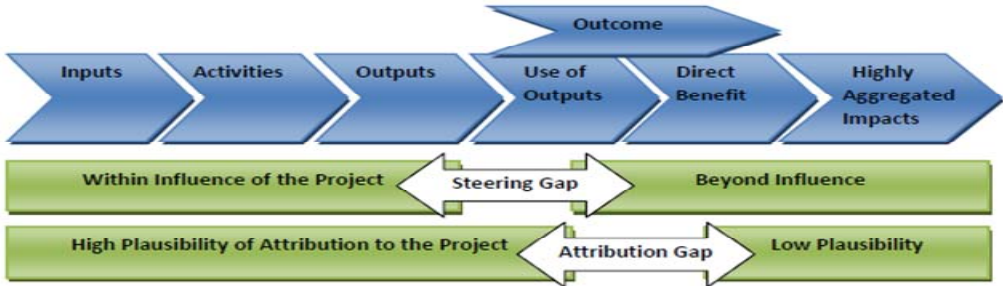 Outcome
Inputs
Activities
Outputs
Use of
Outputs
Direct
Benefit
Highly
Aggregated
Impacts
Within Influence of the Project
Steering Gap
Beyond Influence
High Plausibility of Attribution to the Project
Attribution Gap
Low Plausibility